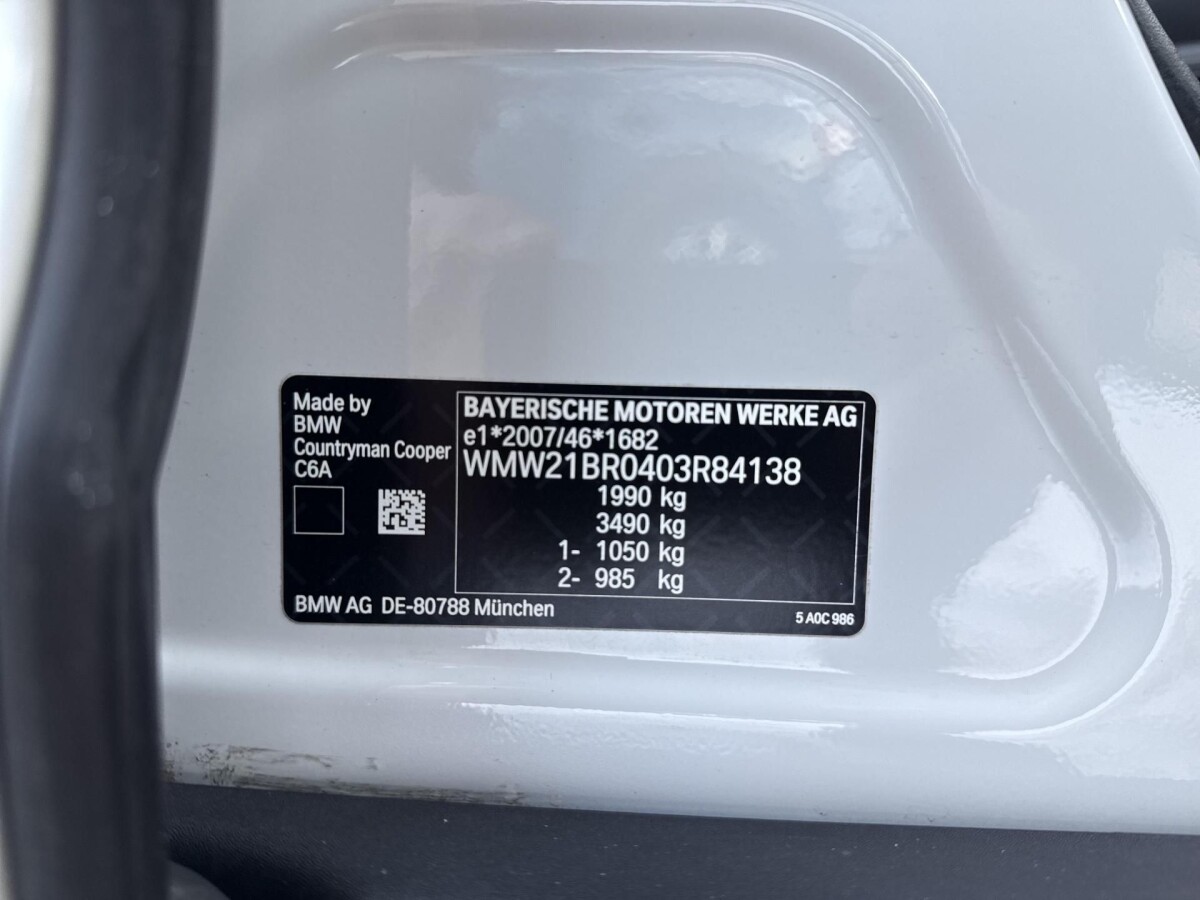 Made by
BMW
Countryman Cooper
C6A
BAYERISCHE MOTOREN WERKE AG
e1*2007/46*1682
WMW21BR0403R84138
1990 kg
3490 kg
1- 1050 kg
2- 985 kg
BMW AG DE-80788 München
5 A0C 986